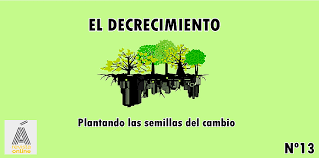 EL DECRECIMIENTO
Plantando las semillas del cambio
Nº13